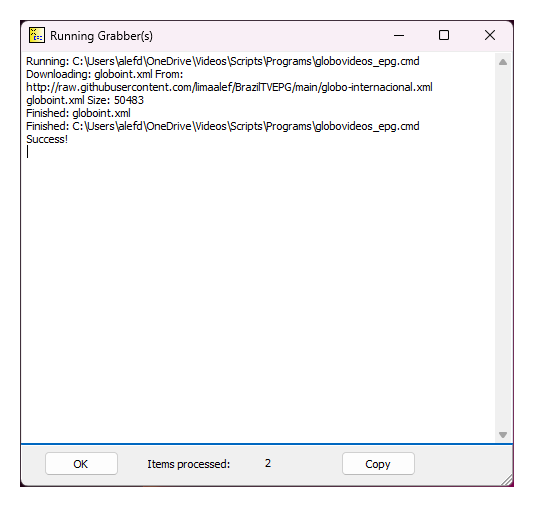 Running Grabber(s)
Running: C:\Users\alefd\OneDrive\Videos\Scripts\Programs\globovideos_epg.cmd
Downloading: globoint.xml From:
http://raw.githubusercontent.com/limaalef/BrazilTVEPG/main/globo-internacional.xml
globoint.xml Size: 50483
Finished: globoint.xml
Finished: C:\Users\alefd\OneDrive\Videos\Scripts\Programs\globovideos_epg.cmd
Success!
OK Items processed: 2 Copy